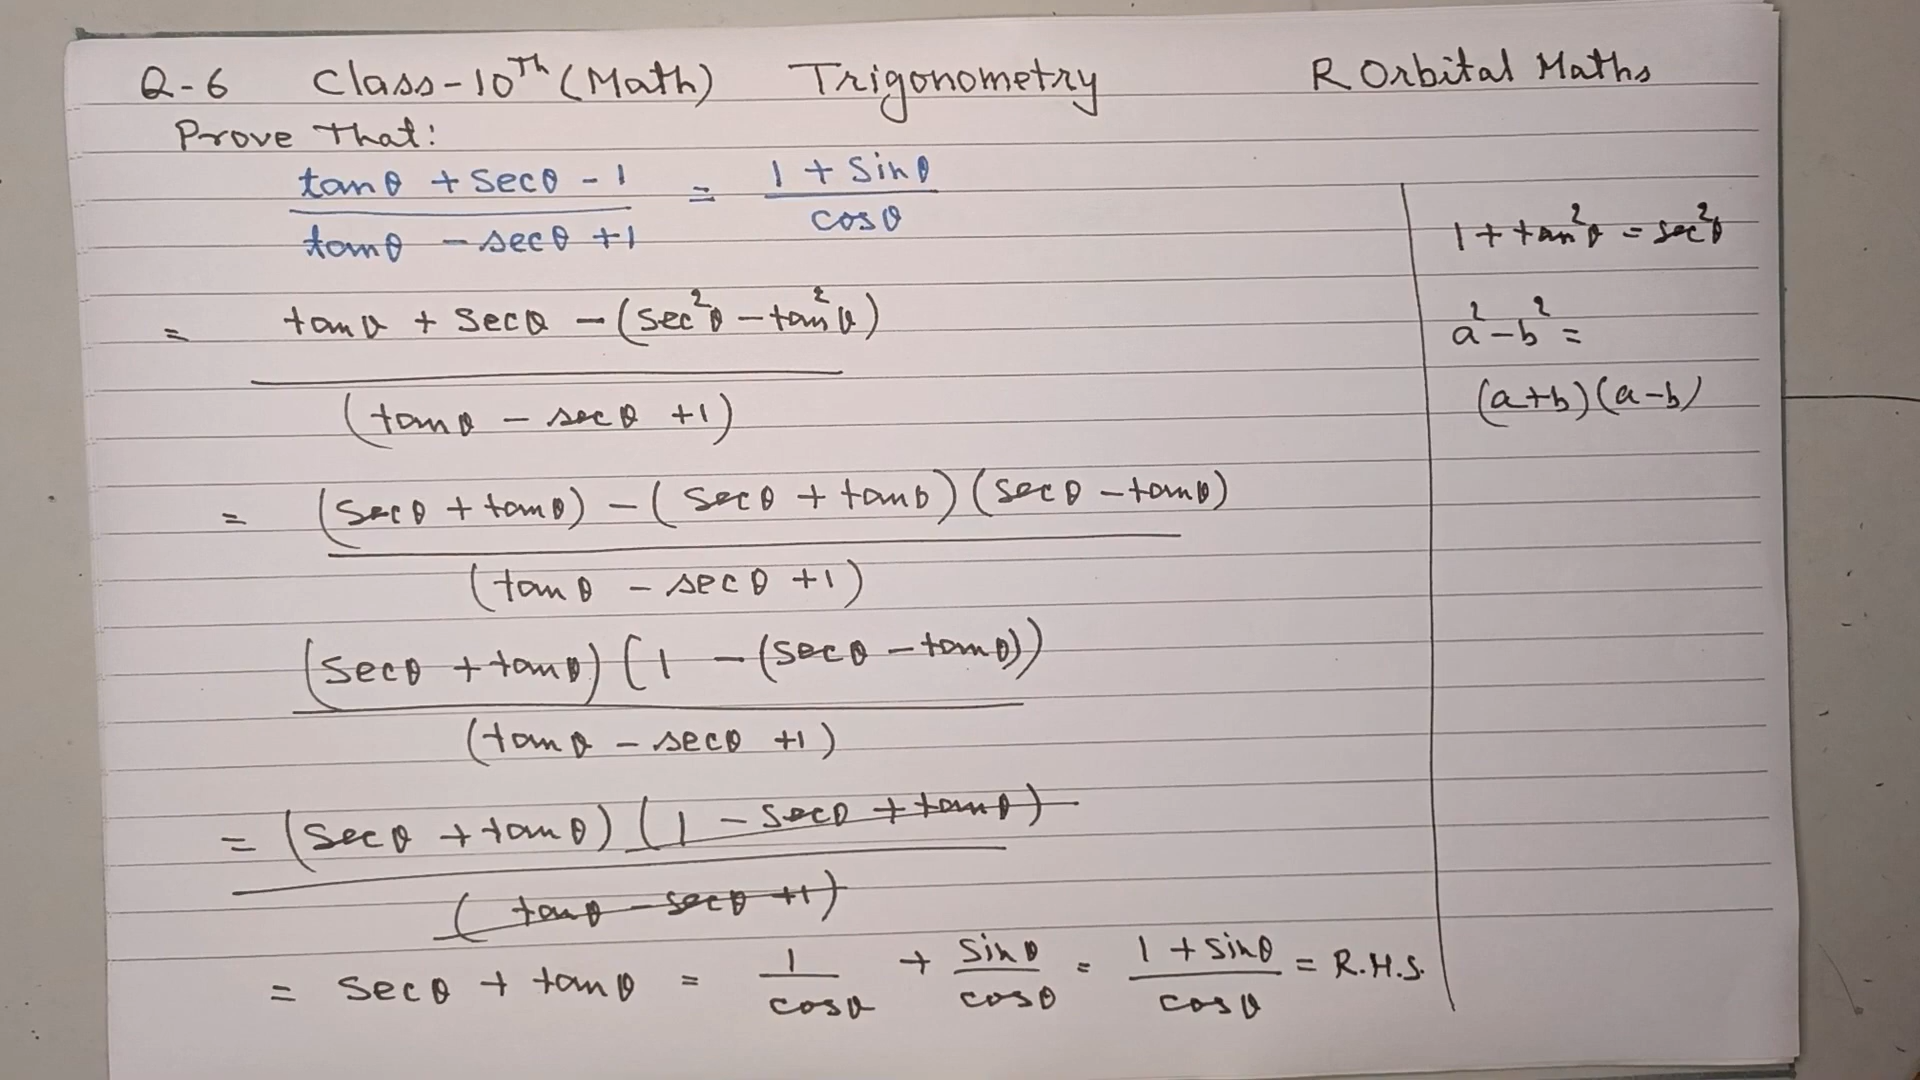 Q-6 Class-10Th (Math) Trigonometry R Orbital Maths
Prove That:
tanθ + secθ - 1 / tanθ - secθ + 1 = 1 + sinθ / cosθ
1 + tan²θ = sec²θ
= tanθ + secθ - (sec²θ - tan²θ) / (tanθ - secθ + 1)
a² - b² =
(a+b)(a-b)
= (secθ + tanθ) - (secθ + tanθ)(secθ - tanθ) / (tanθ - secθ + 1)
(secθ + tanθ)(1 - (secθ - tanθ)) / (tanθ - secθ + 1)
= (secθ + tanθ)(1 - secθ + tanθ) / (tanθ - secθ + 1)
= secθ + tanθ = 1/cosθ + sinθ/cosθ = 1 + sinθ / cosθ = R.H.S.